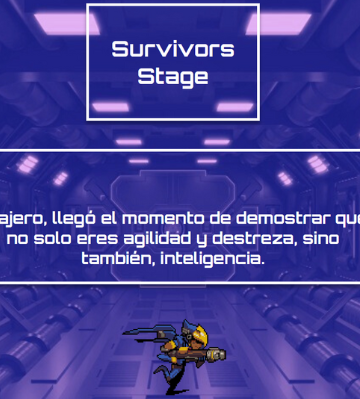 Survivors
Stage
ajero, llegó el momento de demostrar que
no solo eres agilidad y destreza, sino
también, inteligencia.